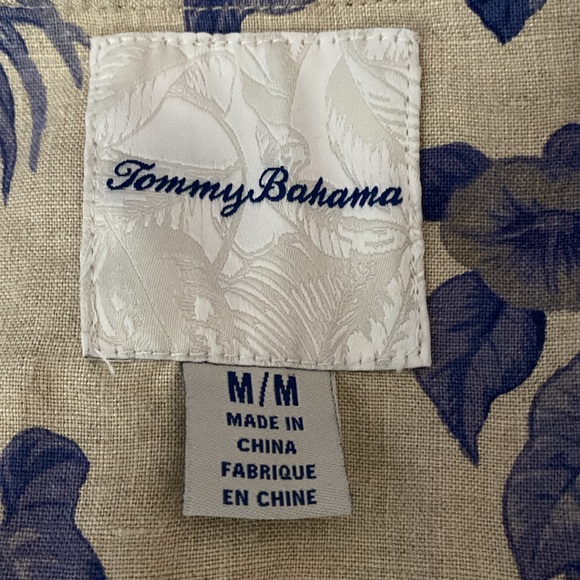 Tommy Bahama
M/M
MADE IN
CHINA
FABRIQUE
EN CHINE